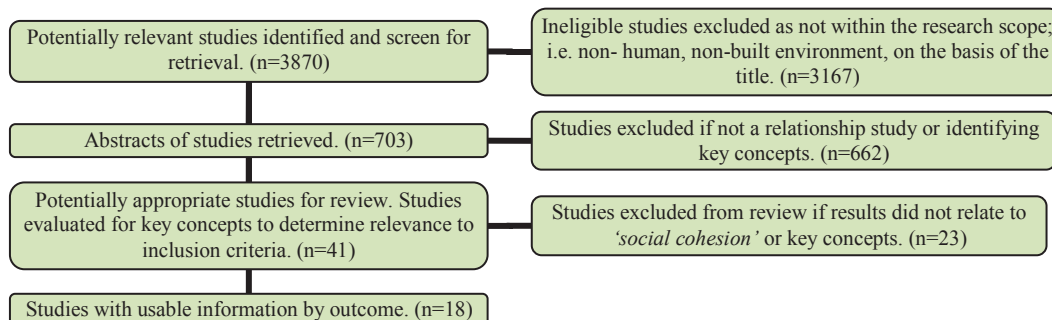 Potentially relevant studies identified and screen for
retrieval. (n=3870)
Ineligible studies excluded as not within the research scope;
i.e. non- human, non-built environment, on the basis of the
title. (n=3167)
Abstracts of studies retrieved. (n=703)
Studies excluded if not a relationship study or identifying
key concepts. (n=662)
Potentially appropriate studies for review. Studies
evaluated for key concepts to determine relevance to
inclusion criteria. (n=41)
Studies excluded from review if results did not relate to
‘social cohesion’ or key concepts. (n=23)
Studies with usable information by outcome. (n=18)